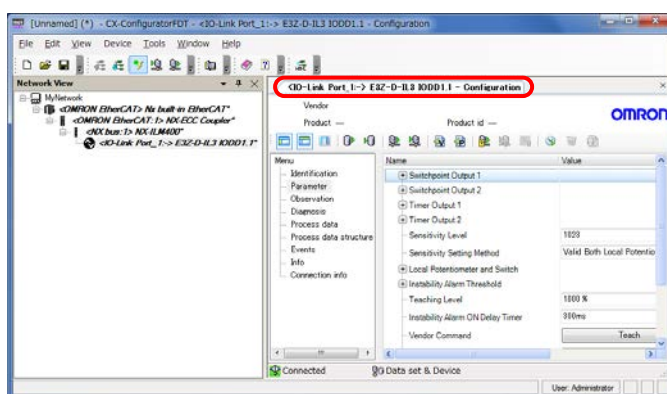 [Unnamed] (*) - CX-ConfiguratorFDT - <IO-Link Port_1:-> E3Z-D-IL3 IODD1.1 - Configuration]
File Edit View Device Tools Window Help
Network View
MyNetwork
<OMRON EtherCAT> Nx built-in EtherCAT*
<OMRON EtherCAT:1> NX-ECC Coupler*
<NX bus:1> NX-ILM400*
<IO-Link Port_1:-> E3Z-D-IL3 IODD1.1*
<IO-Link Port_1:-> E3Z-D-IL3 IODD1.1 - Configuration
Vendor
Product — Product id —
OMRON
Menu
Identification
Parameter
Observation
Diagnosis
Process data
Process data structure
Events
Info
Connection info
Name Value
Switchpoint Output 1
Switchpoint Output 2
Timer Output 1
Timer Output 2
Sensitivity Level 1023
Sensitivity Setting Method Valid Both Local Potentio
Local Potentiometer and Switch
Instability Alarm Threshold
Teaching Level 1000 %
Instability Alarm ON Delay Timer 300ms
Vendor Command Teach
Connected Data set & Device
User: Administrator